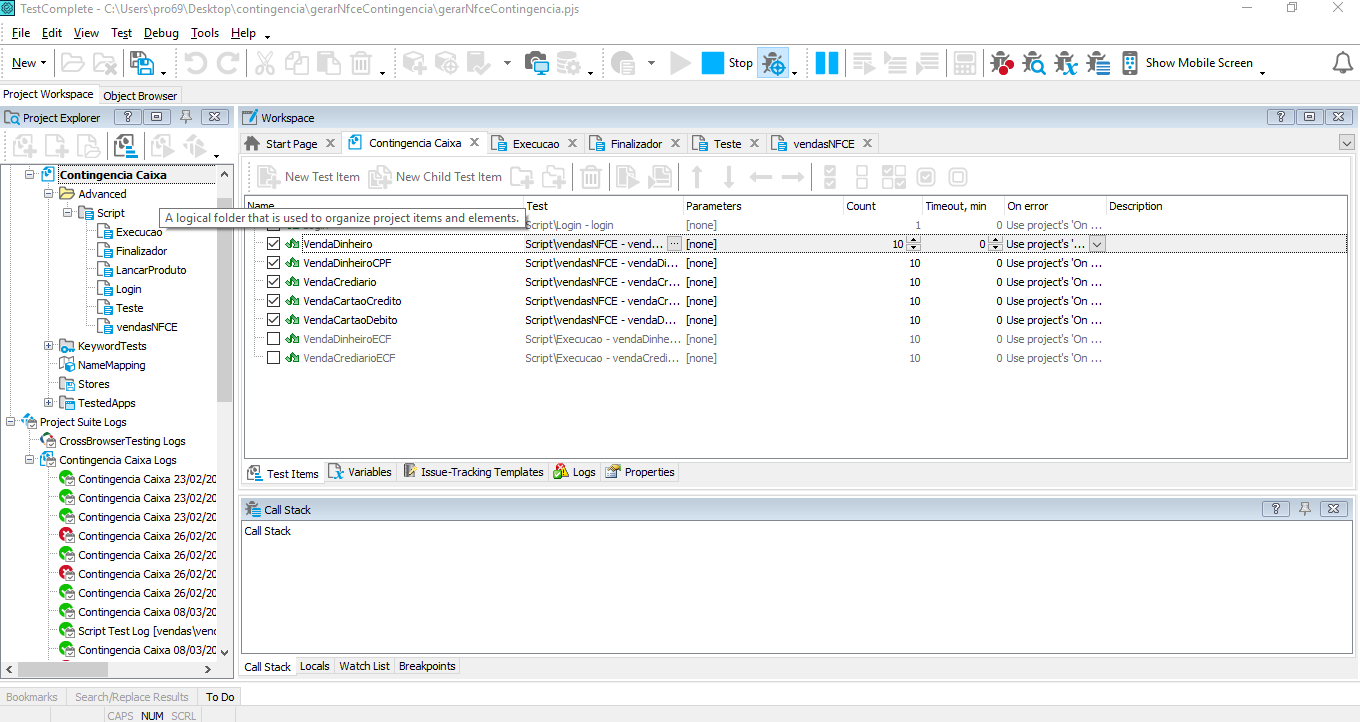 TestComplete - C:\Users\pro69\Desktop\contingencia\gerarNfceContingencia\gerarNfceContingencia.pjs
File Edit View Test Debug Tools Help
New Stop Show Mobile Screen
Project Workspace Object Browser
Project Explorer
Contingencia Caixa
Advanced
Script
Execucao
Finalizador
LancarProduto
Login
Teste
vendasNFCE
KeywordTests
NameMapping
Stores
TestedApps
Project Suite Logs
CrossBrowserTesting Logs
Contingencia Caixa Logs
Contingencia Caixa 23/02/20
Contingencia Caixa 23/02/20
Contingencia Caixa 23/02/20
Contingencia Caixa 26/02/20
Contingencia Caixa 26/02/20
Contingencia Caixa 26/02/20
Contingencia Caixa 26/02/20
Contingencia Caixa 08/03/20
Script Test Log [vendas\vend
Contingencia Caixa 08/03/20
A logical folder that is used to organize project items and elements.
Workspace
Start Page Contingencia Caixa Execucao Finalizador Teste vendasNFCE
New Test Item New Child Test Item
Name Test Parameters Count Timeout, min On error Description
Script\Login - login [none] 1 0 Use project's 'On ...
VendaDinheiro Script\vendasNFCE - vend... ... [none] 10 0 Use project's '...
VendaDinheiroCPF Script\vendasNFCE - vendaDi... [none] 10 0 Use project's 'On ...
VendaCrediario Script\vendasNFCE - vendaCr... [none] 10 0 Use project's 'On ...
VendaCartaoCredito Script\vendasNFCE - vendaCr... [none] 10 0 Use project's 'On ...
VendaCartaoDebito Script\vendasNFCE - vendaD... [none] 10 0 Use project's 'On ...
VendaDinheiroECF Script\Execucao - vendaDinhe... [none] 10 0 Use project's 'On ...
VendaCrediarioECF Script\Execucao - vendaCredi... [none] 10 0 Use project's 'On ...
Test Items Variables Issue-Tracking Templates Logs Properties
Call Stack
Call Stack
Call Stack Locals Watch List Breakpoints
Bookmarks Search/Replace Results To Do
CAPS NUM SCRL